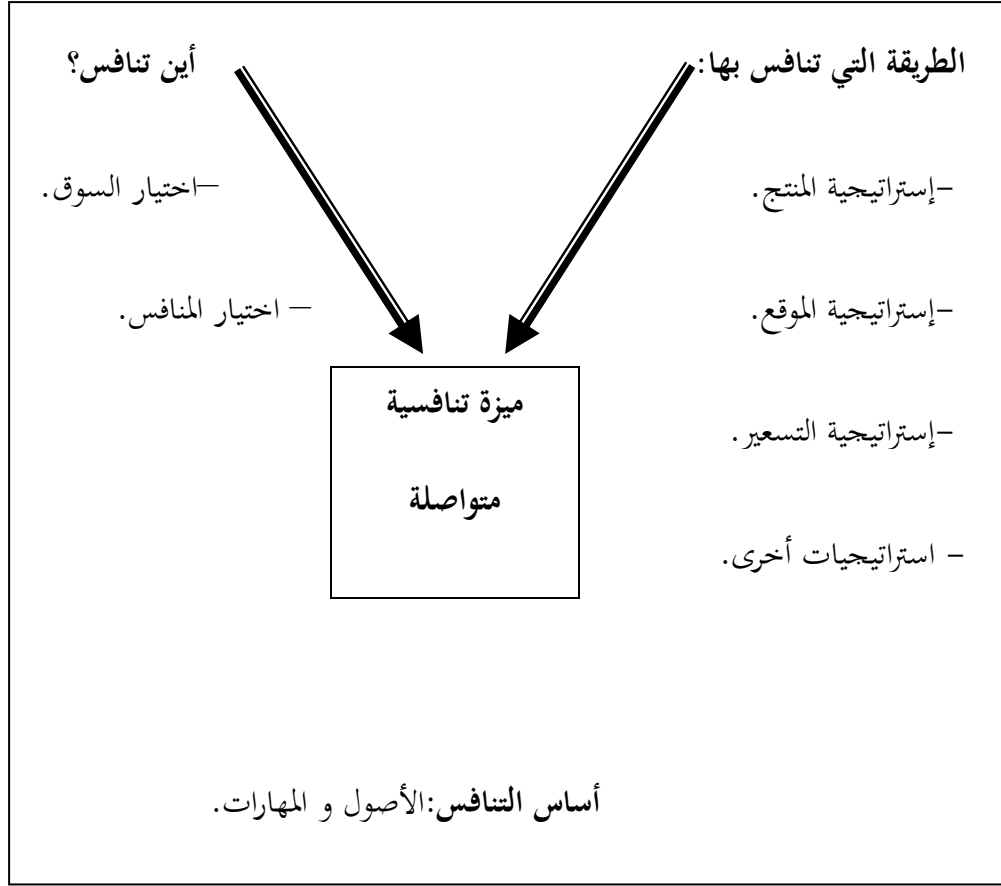 الطريقة التي تنافس بها:
أين تنافس؟
–إستراتيجية المنتج.
–اختيار السوق.
–إستراتيجية الموقع.
– اختيار المنافس.
ميزة تنافسية
–إستراتيجية التسعير.
متواصلة
– استراتيجيات أخرى.
أساس التنافس:الأصول و المهارات.